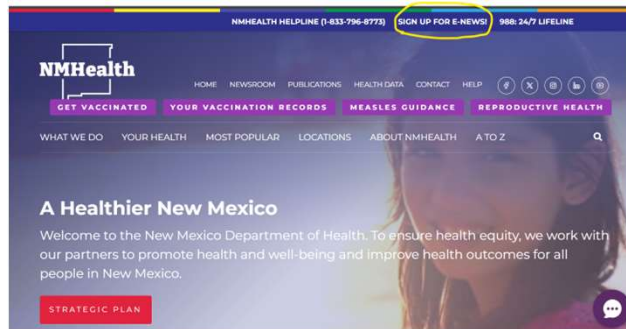 NMHEALTH HELPLINE (1-833-796-8773) SIGN UP FOR E-NEWS! 988: 24/7 LIFELINE
NMHealth
HOME NEWSROOM PUBLICATIONS HEALTH DATA CONTACT HELP
GET VACCINATED YOUR VACCINATION RECORDS MEASLES GUIDANCE REPRODUCTIVE HEALTH
WHAT WE DO YOUR HEALTH MOST POPULAR LOCATIONS ABOUT NMHEALTH A TO Z
A Healthier New Mexico
Welcome to the New Mexico Department of Health. To ensure health equity, we work with
our partners to promote health and well-being and improve health outcomes for all
people in New Mexico.
STRATEGIC PLAN